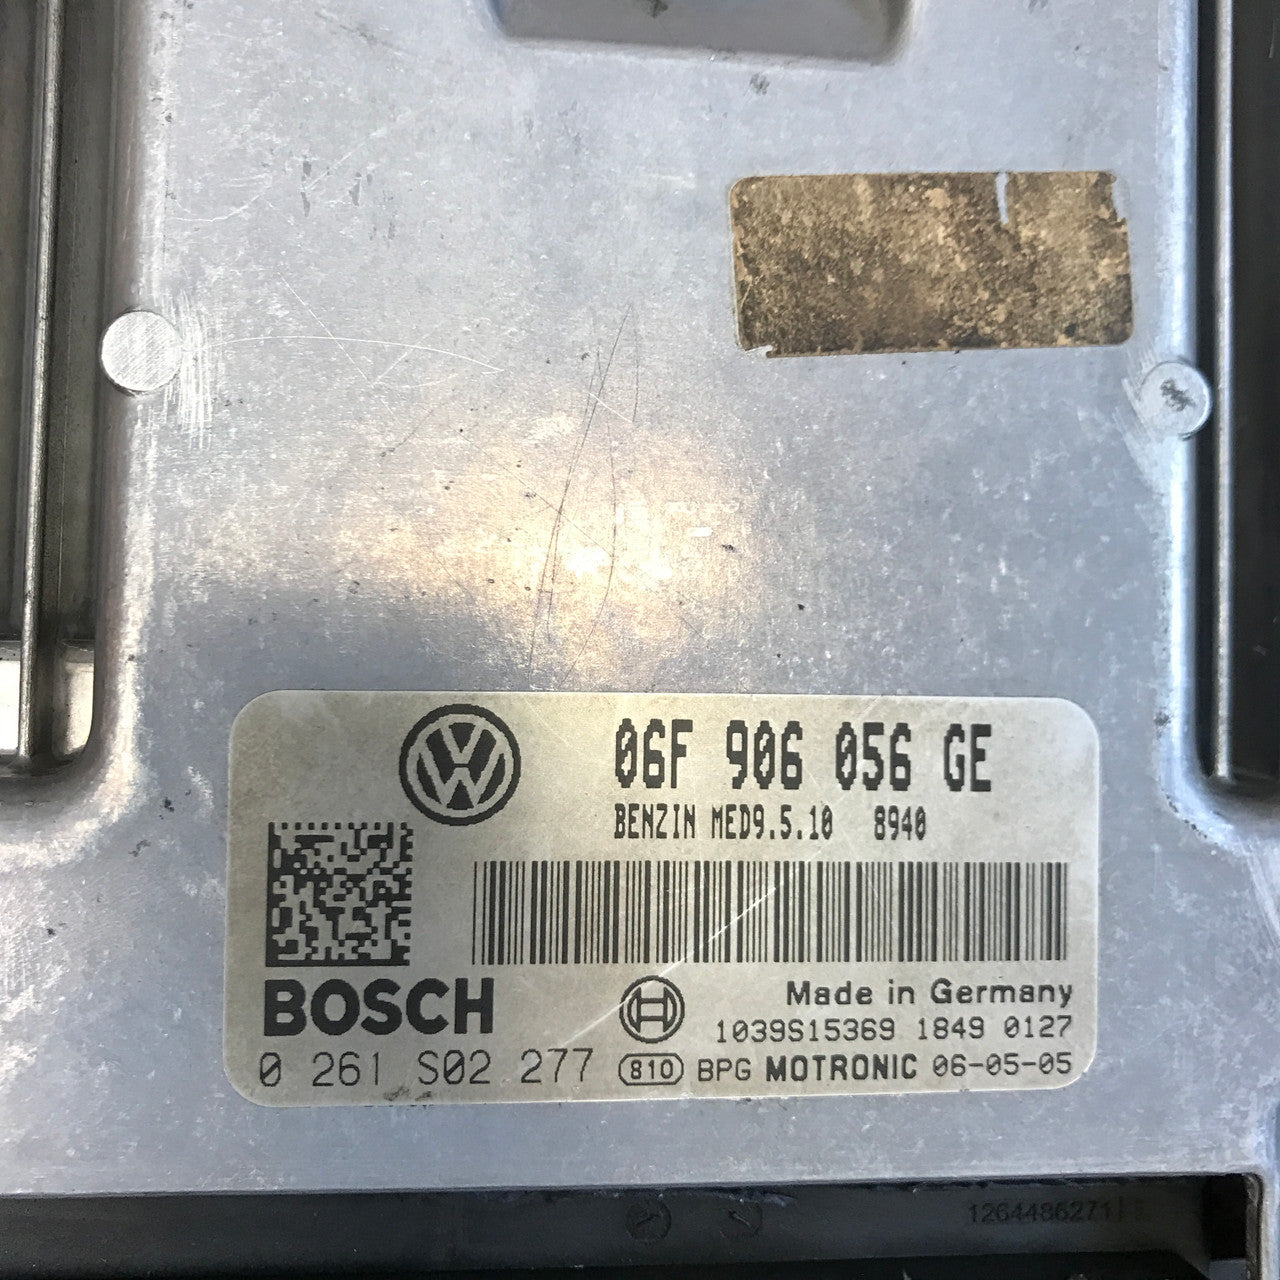 06F 906 056 GE
BENZIN MED9.5.10 8940
BOSCH
Made in Germany
1039S15369 1849 0127
0 261 S02 277 810 BPG MOTRONIC 06-05-05
1264486271